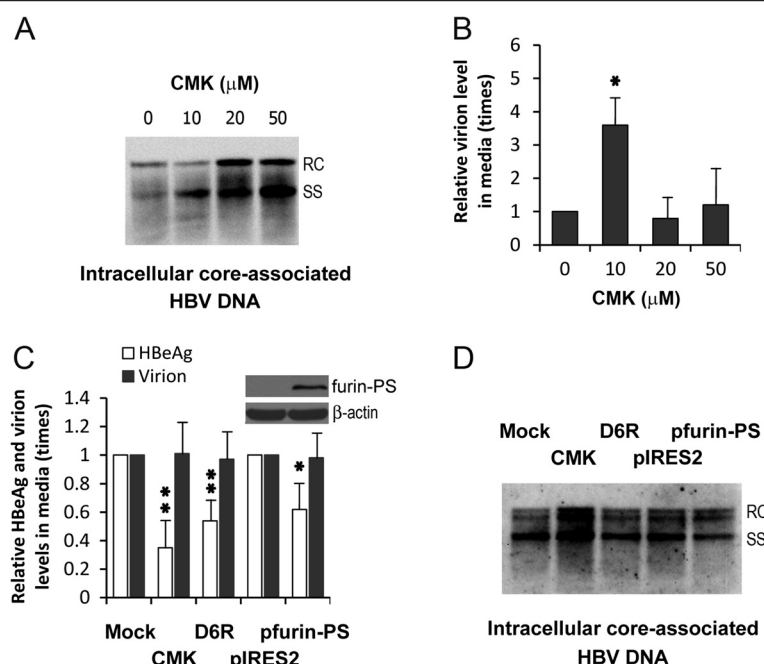 A
CMK (µM)
0 10 20 50
RC
SS
Intracellular core-associated
HBV DNA
B
Relative virion level
in media (times)
6
5
4
3
2
1
0
*
0 10 20 50
CMK (µM)
C
HBeAg
Virion
furin-PS
β-actin
Relative HBeAg and virion
levels in media (times)
1.4
1.2
1
0.8
0.6
0.4
0.2
0
**
**
*
Mock D6R pfurin-PS
CMK pIRES2
D
Mock D6R pfurin-PS
CMK pIRES2
RC
SS
Intracellular core-associated
HBV DNA